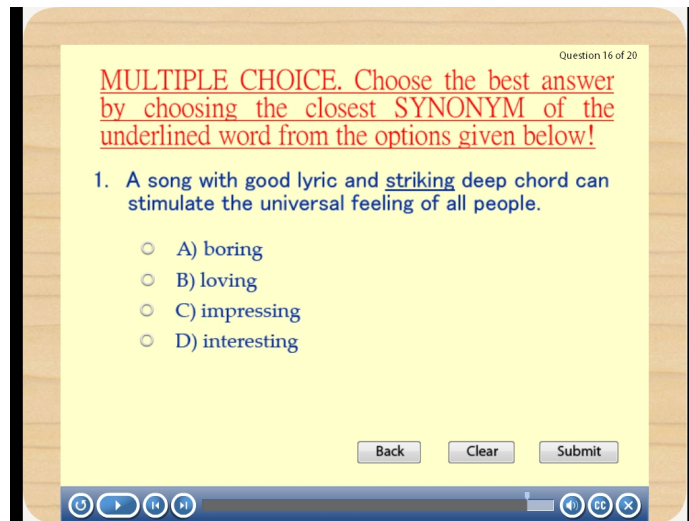 Question 16 of 20
MULTIPLE CHOICE. Choose the best answer
by choosing the closest SYNONYM of the
underlined word from the options given below!
1. A song with good lyric and striking deep chord can
stimulate the universal feeling of all people.
A) boring
B) loving
C) impressing
D) interesting
Back Clear Submit
CC